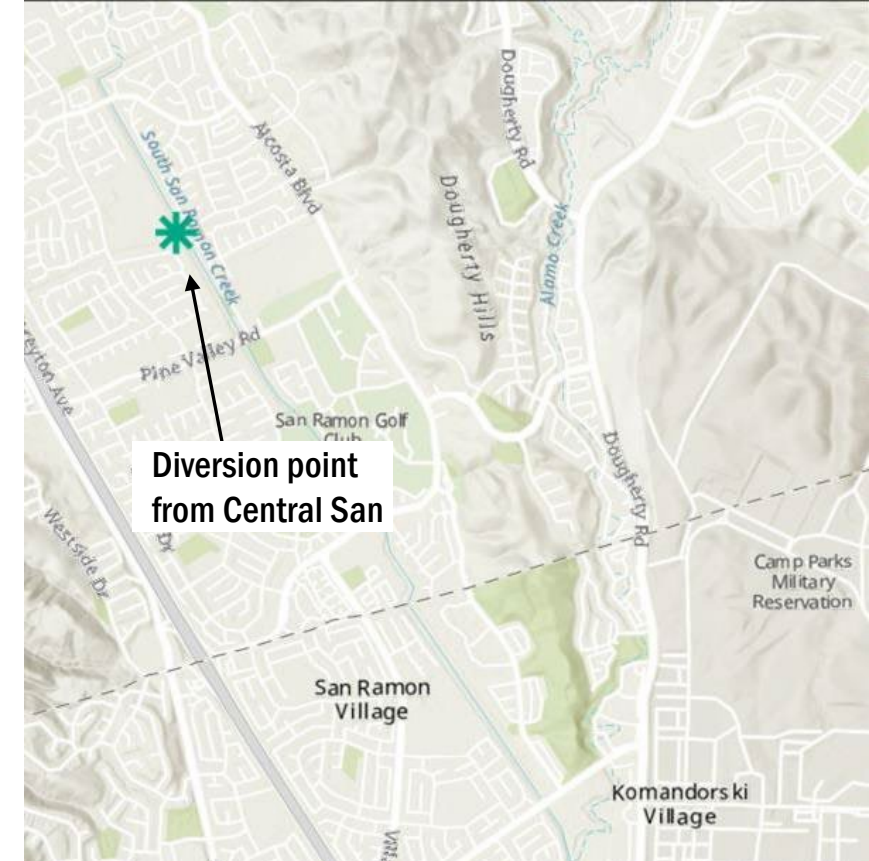 Dougherty Rd
Alcosta Blvd
South San Ramon Creek
Dougherty Hills
Alamo Creek
Pine Valley Rd
San Ramon Golf
Club
Diversion point
from Central San
Dougherty Rd
Westside Dr
Dr
Camp Parks
Military
Reservation
San Ramon
Village
Komandorski
Village